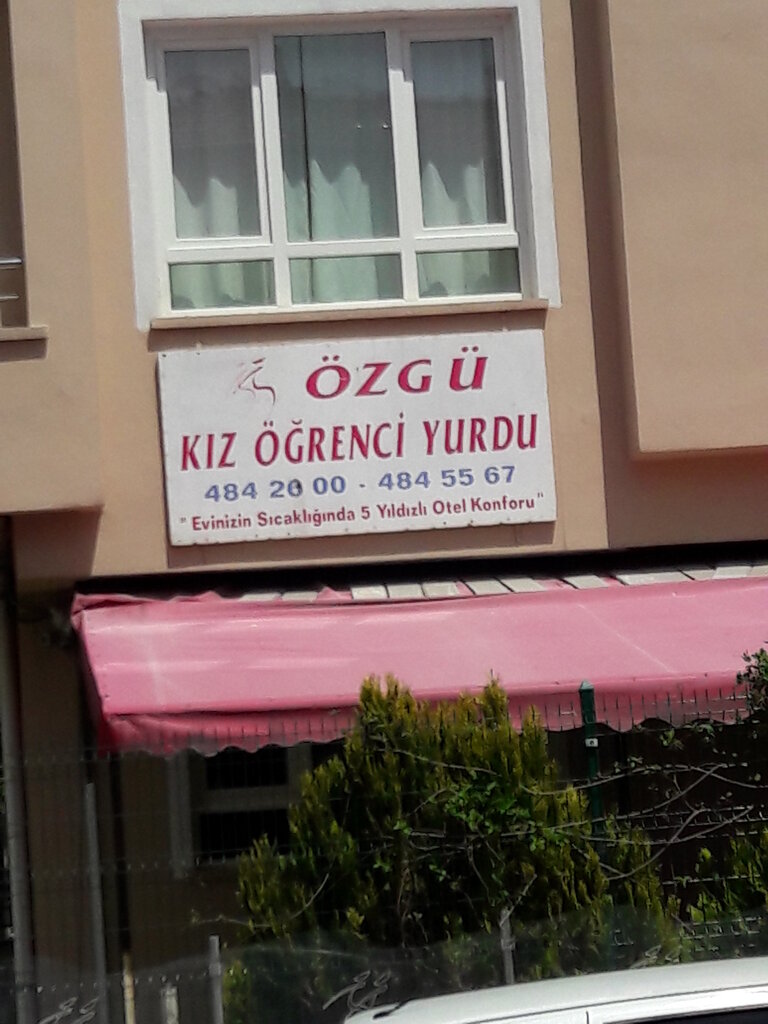 ÖZGÜ
KIZ ÖĞRENCİ YURDU
484 20 00 - 484 55 67
"Evinizin Sıcaklığında 5 Yıldızlı Otel Konforu"